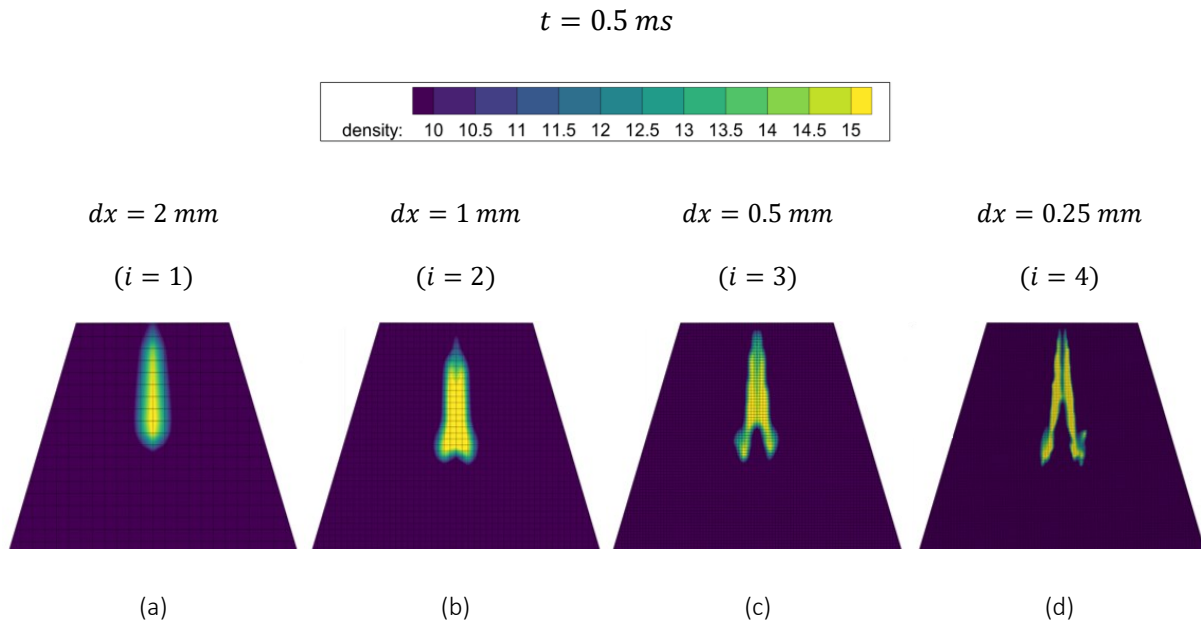 t = 0.5 ms
density: 10 10.5 11 11.5 12 12.5 13 13.5 14 14.5 15
dx = 2 mm dx = 1 mm dx = 0.5 mm dx = 0.25 mm
(i = 1) (i = 2) (i = 3) (i = 4)
(a) (b) (c) (d)